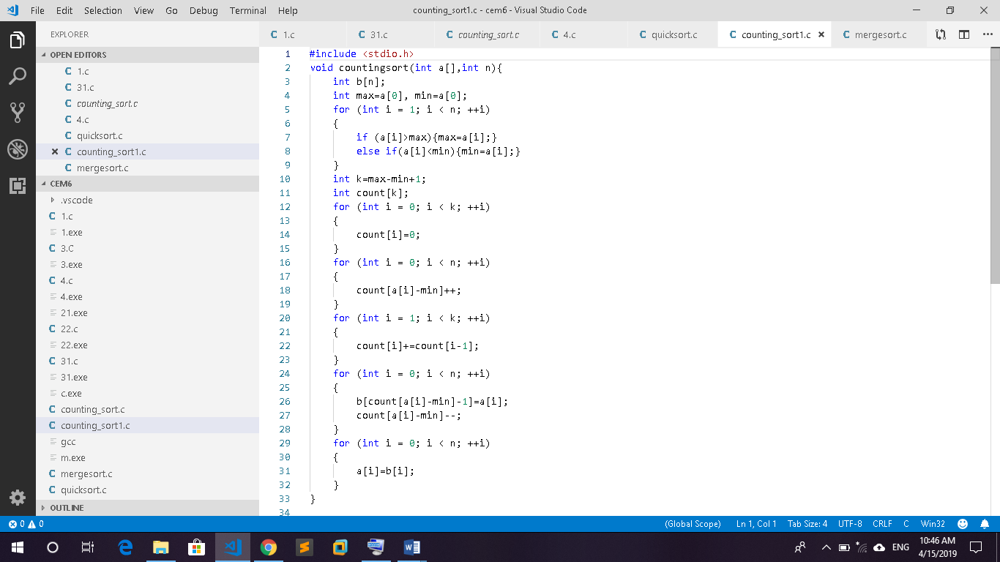 File Edit Selection View Go Debug Terminal Help counting_sort1.c - cem6 - Visual Studio Code
EXPLORER
OPEN EDITORS
1.c
31.c
counting_sort.c
4.c
quicksort.c
counting_sort1.c
mergesort.c
CEM6
.vscode
1.c
1.exe
3.C
3.exe
4.c
4.exe
21.exe
22.c
22.exe
31.c
31.exe
c.exe
counting_sort.c
counting_sort1.c
gcc
m.exe
mergesort.c
quicksort.c
OUTLINE
1.c 31.c counting_sort.c 4.c quicksort.c counting_sort1.c mergesort.c
1 #include <stdio.h>
2 void countingsort(int a[],int n){
3 int b[n];
4 int max=a[0], min=a[0];
5 for (int i = 1; i < n; ++i)
6 {
7 if (a[i]>max){max=a[i];}
8 else if(a[i]<min){min=a[i];}
9 }
10 int k=max-min+1;
11 int count[k];
12 for (int i = 0; i < k; ++i)
13 {
14 count[i]=0;
15 }
16 for (int i = 0; i < n; ++i)
17 {
18 count[a[i]-min]++;
19 }
20 for (int i = 1; i < k; ++i)
21 {
22 count[i]+=count[i-1];
23 }
24 for (int i = 0; i < n; ++i)
25 {
26 b[count[a[i]-min]-1]=a[i];
27 count[a[i]-min]--;
28 }
29 for (int i = 0; i < n; ++i)
30 {
31 a[i]=b[i];
32 }
33 }
34
0 0 (Global Scope) Ln 1, Col 1 Tab Size: 4 UTF-8 CRLF C Win32
ENG 10:46 AM
4/15/2019